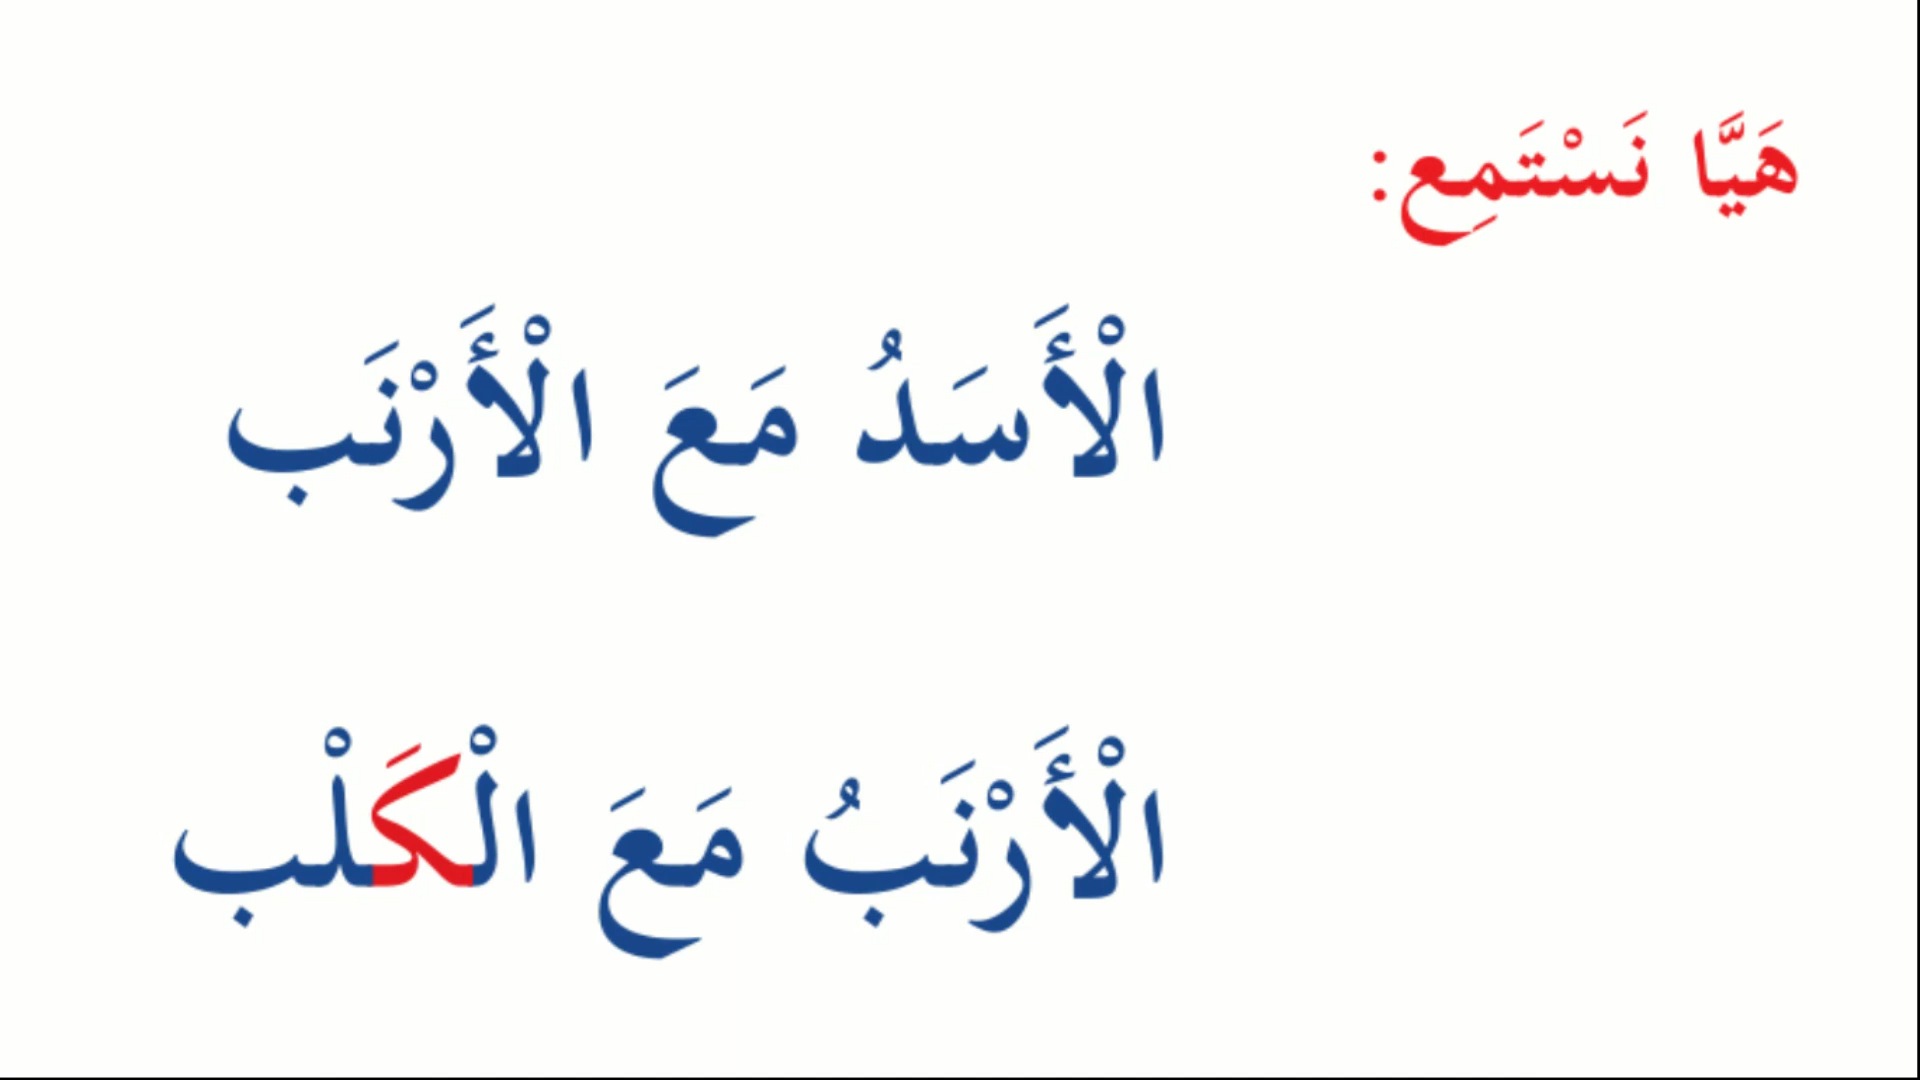 هَيَّا نَسْتَمِع:
الْأَسَدُ مَعَ الْأَرْنَب
الْأَرْنَبُ مَعَ الْكَلْب